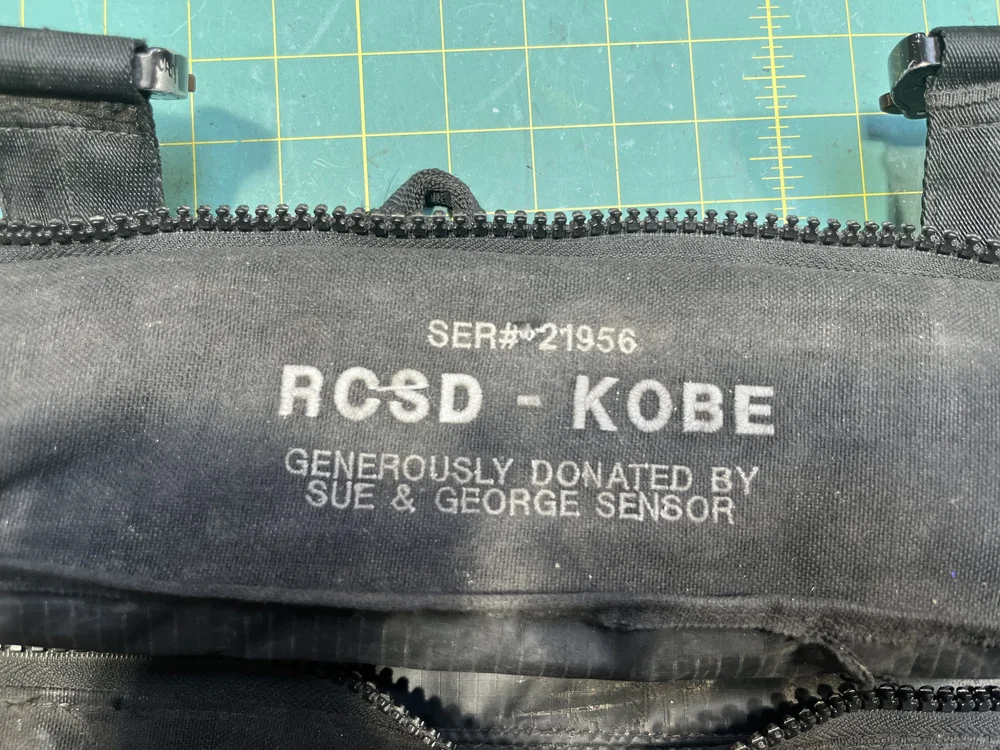 SER# 21956
RCSD - KOBE
GENEROUSLY DONATED BY
SUE & GEORGE SENSOR